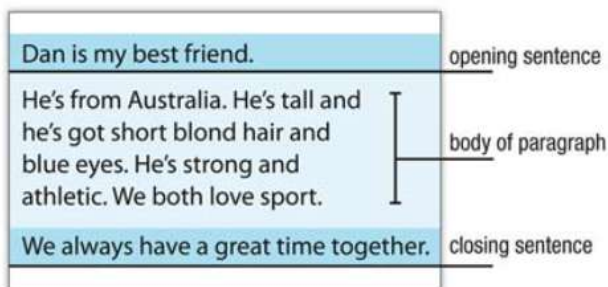 Dan is my best friend.
opening sentence
He's from Australia. He's tall and
he's got short blond hair and
blue eyes. He's strong and
athletic. We both love sport.
body of paragraph
We always have a great time together.
closing sentence